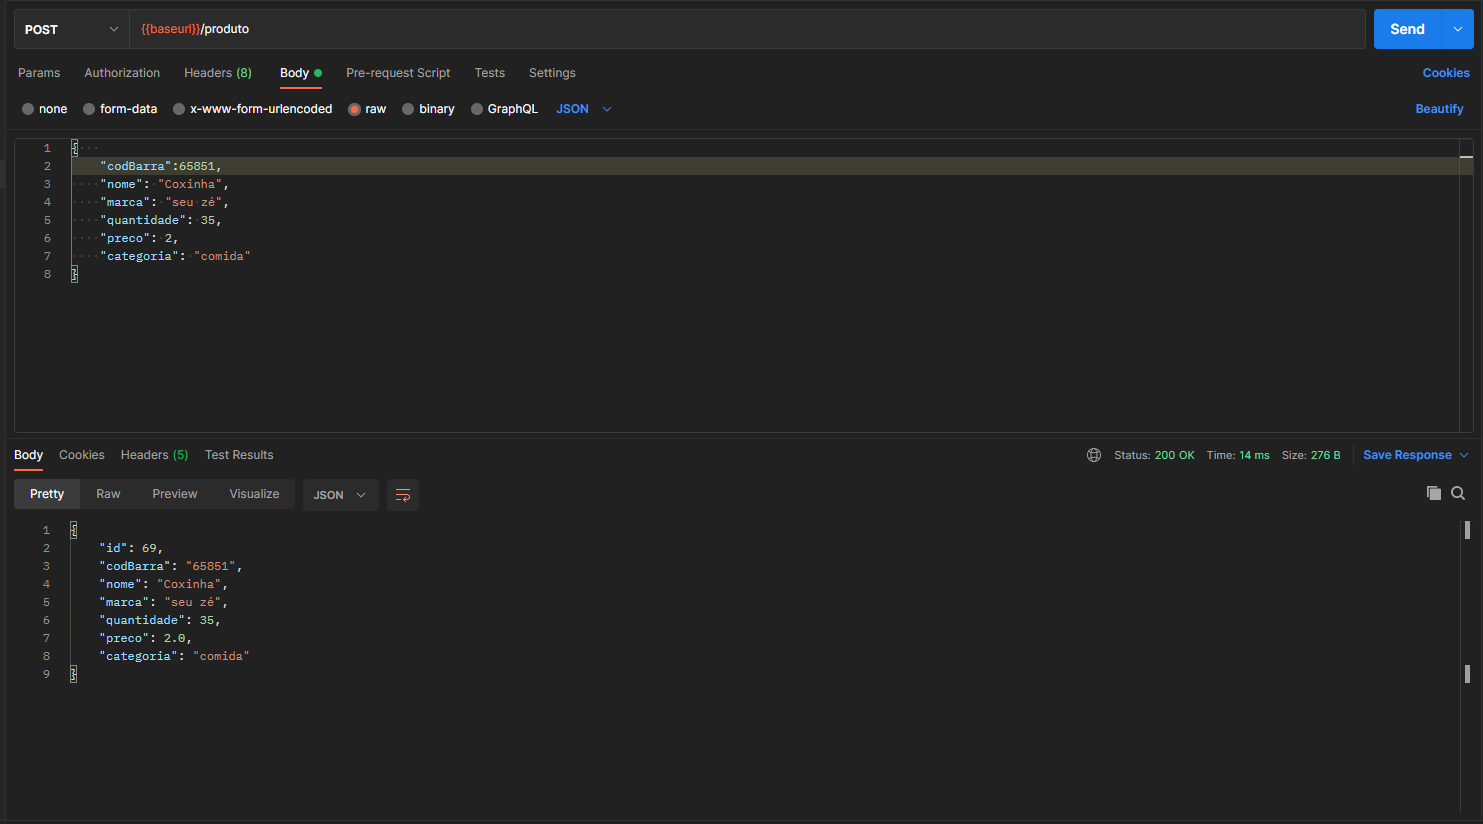 POST {{baseurl}}/produto Send
Params Authorization Headers (8) Body Pre-request Script Tests Settings Cookies
none form-data x-www-form-urlencoded raw binary GraphQL JSON Beautify
1 {
2 "codBarra":65851,
3 "nome": "Coxinha",
4 "marca": "seu zé",
5 "quantidade": 35,
6 "preco": 2,
7 "categoria": "comida"
8 }
Body Cookies Headers (5) Test Results Status: 200 OK Time: 14 ms Size: 276 B Save Response
Pretty Raw Preview Visualize JSON
1 {
2 "id": 69,
3 "codBarra": "65851",
4 "nome": "Coxinha",
5 "marca": "seu zé",
6 "quantidade": 35,
7 "preco": 2.0,
8 "categoria": "comida"
9 }